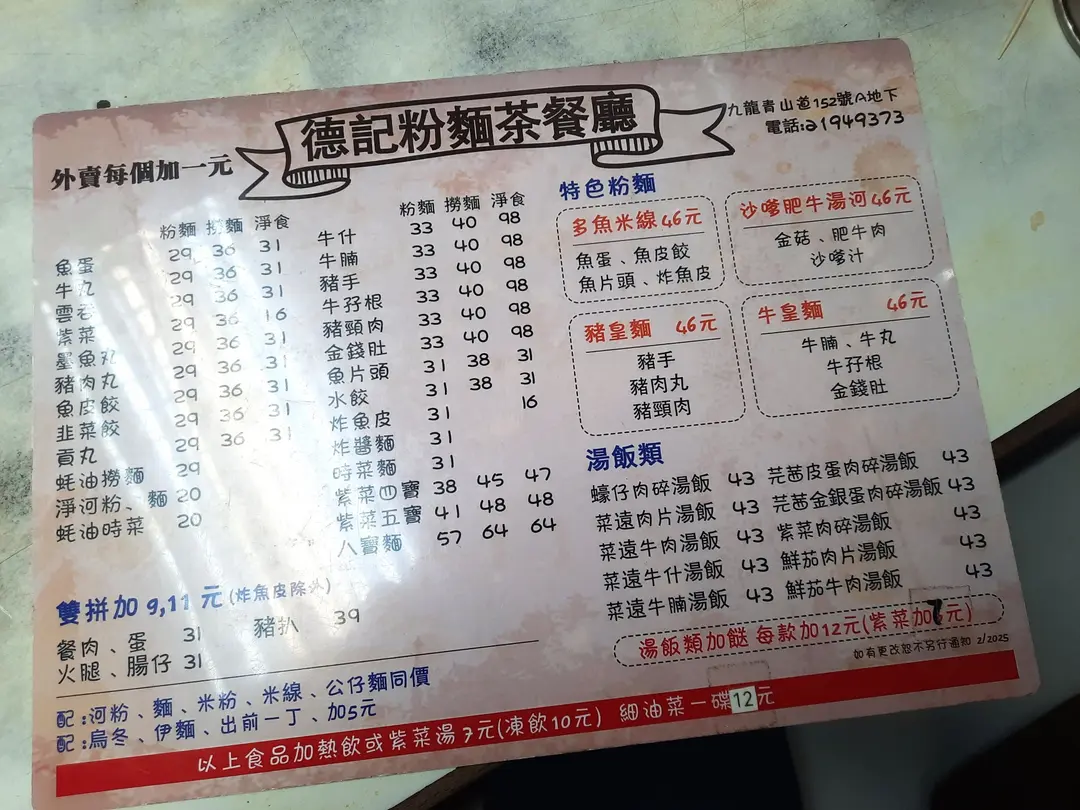 德記粉麵茶餐廳
九龍青山道152號A地下
電話:21949373
外賣每個加一元
粉麵 撈麵 淨食
魚蛋 29 36 31
牛丸 29 36 31
雲吞 29 36 31
紫菜 29 36 16
墨魚丸 29 36 31
豬肉丸 29 36 31
魚皮餃 29 36 31
韭菜餃 29 36 31
貢丸 29 36 31
蚝油撈麵 29
淨河粉、麵 20
蚝油時菜 20
粉麵 撈麵 淨食
牛什 33 40 98
牛腩 33 40 98
豬手 33 40 98
牛孖根 33 40 98
豬頸肉 33 40 98
金錢肚 33 40 98
魚片頭 31 38 31
水餃 31 38 31
炸魚皮 31 16
炸醬麵 31
時菜麵 31
紫菜四寶 38 45 47
紫菜五寶 41 48 48
八寶麵 57 64 64
雙拼加 9,11 元 (炸魚皮除外)
餐肉、蛋 31 豬扒 39
火腿、腸仔 31
配:河粉、麵、米粉、米線、公仔麵同價
配:烏冬、伊麵、出前一丁、加5元
特色粉麵
多魚米線 46元
魚蛋、魚皮餃
魚片頭、炸魚皮
沙嗲肥牛湯河 46元
金菇、肥牛肉
沙嗲汁
豬皇麵 46元
豬手
豬肉丸
豬頸肉
牛皇麵 46元
牛腩、牛丸
牛孖根
金錢肚
湯飯類
蠔仔肉碎湯飯 43 芫茜皮蛋肉碎湯飯 43
菜遠肉片湯飯 43 芫茜金銀蛋肉碎湯飯 43
菜遠牛肉湯飯 43 紫菜肉碎湯飯 43
菜遠牛什湯飯 43 鮮茄肉片湯飯 43
菜遠牛腩湯飯 43 鮮茄牛肉湯飯 43
湯飯類加餸 每款加12元(紫菜加7元)
如有更改恕不另行通知 2/2025
以上食品加熱飲或紫菜湯7元(凍飲10元) 細油菜一碟12元